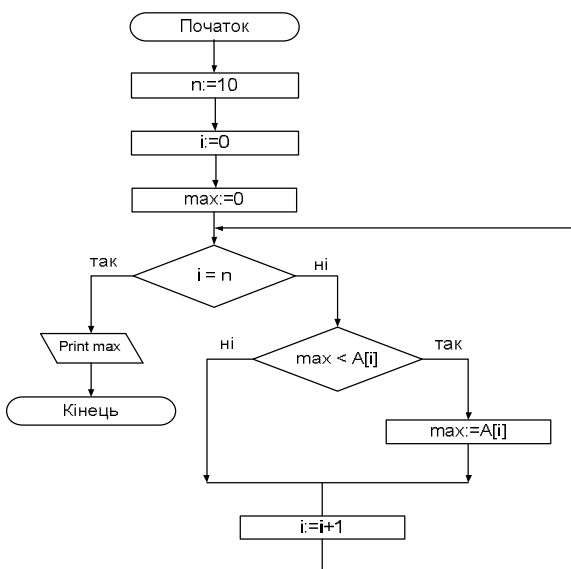 Початок
n:=10
i:=0
max:=0
так
i = n
ні
Print max
ні
max < A[i]
так
Кінець
max:=A[i]
i:=i+1